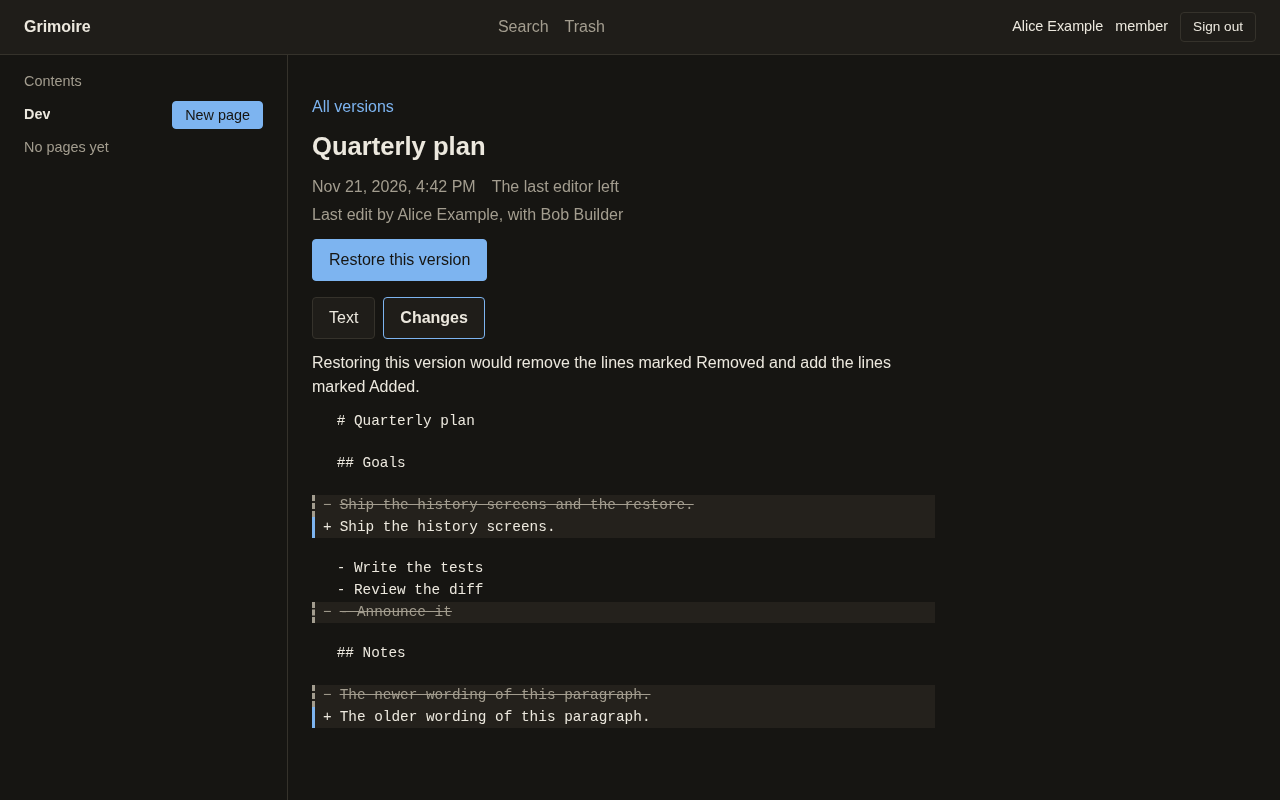 Grimoire
Search Trash
Alice Example member Sign out
Contents
Dev New page
No pages yet
All versions
Quarterly plan
Nov 21, 2026, 4:42 PM The last editor left
Last edit by Alice Example, with Bob Builder
Restore this version
Text Changes
Restoring this version would remove the lines marked Removed and add the lines
marked Added.
# Quarterly plan
## Goals
− Ship the history screens and the restore.
+ Ship the history screens.
- Write the tests
- Review the diff
− - Announce it
## Notes
− The newer wording of this paragraph.
+ The older wording of this paragraph.